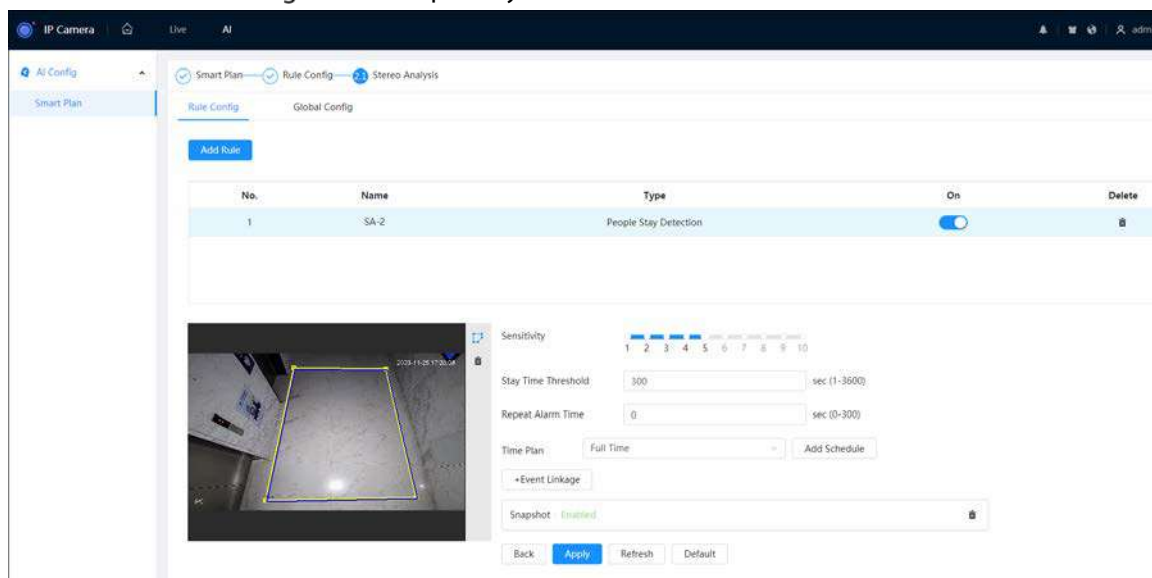 IP Camera Live AI adm
AI Config
Smart Plan
Smart Plan Rule Config 2.1 Stereo Analysis
Rule Config Global Config
Add Rule
No. Name Type On Delete
1 SA-2 People Stay Detection
Sensitivity
1 2 3 4 5 6 7 8 9 10
Stay Time Threshold 300 sec (1-3600)
Repeat Alarm Time 0 sec (0-300)
Time Plan Full Time Add Schedule
+Event Linkage
Snapshot Enabled
Back Apply Refresh Default